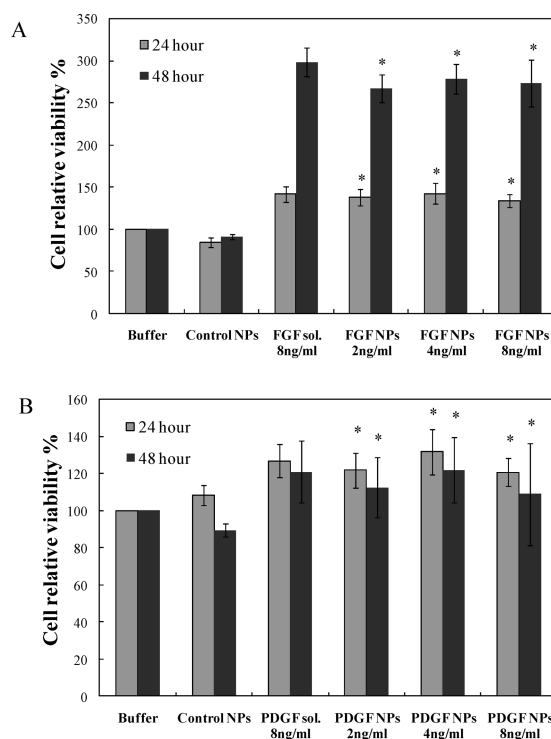 A
Cell relative viability %
350
300
250
200
150
100
50
0
24 hour
48 hour
* * *
* * *
Buffer Control NPs FGF sol. FGF NPs FGF NPs FGF NPs
8ng/ml 2ng/ml 4ng/ml 8ng/ml
B
Cell relative viability %
160
140
120
100
80
60
40
20
0
24 hour
48 hour
* * * * * *
Buffer Control NPs PDGF sol. PDGF NPs PDGF NPs PDGF NPs
8ng/ml 2ng/ml 4ng/ml 8ng/ml